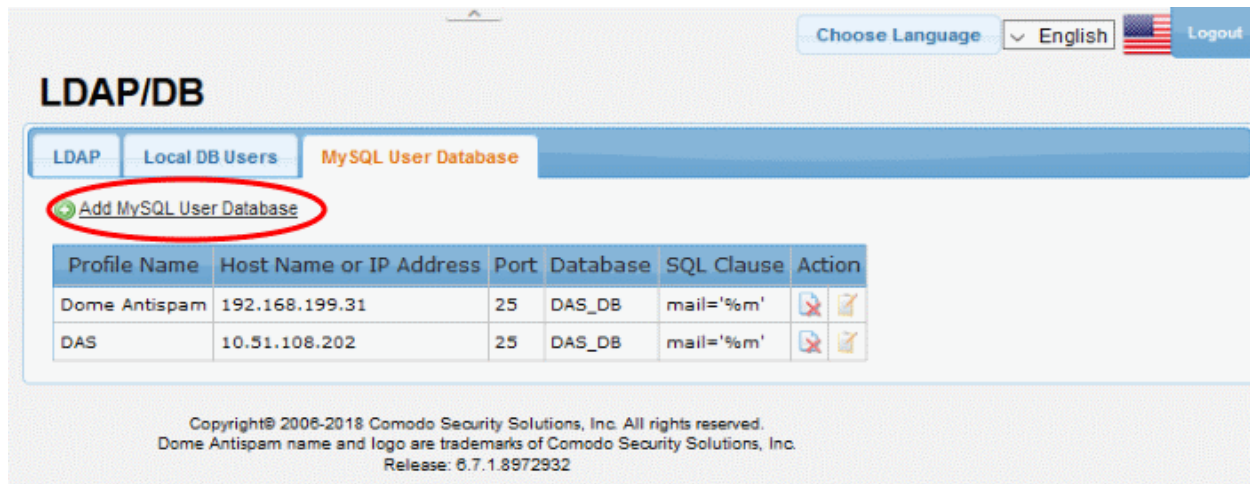 Choose Language English Logout
LDAP/DB
LDAP Local DB Users MySQL User Database
Add MySQL User Database
Profile Name Host Name or IP Address Port Database SQL Clause Action
Dome Antispam 192.168.199.31 25 DAS_DB mail='%m'
DAS 10.51.108.202 25 DAS_DB mail='%m'
Copyright© 2006-2018 Comodo Security Solutions, Inc. All rights reserved.
Dome Antispam name and logo are trademarks of Comodo Security Solutions, Inc.
Release: 6.7.1.8972932